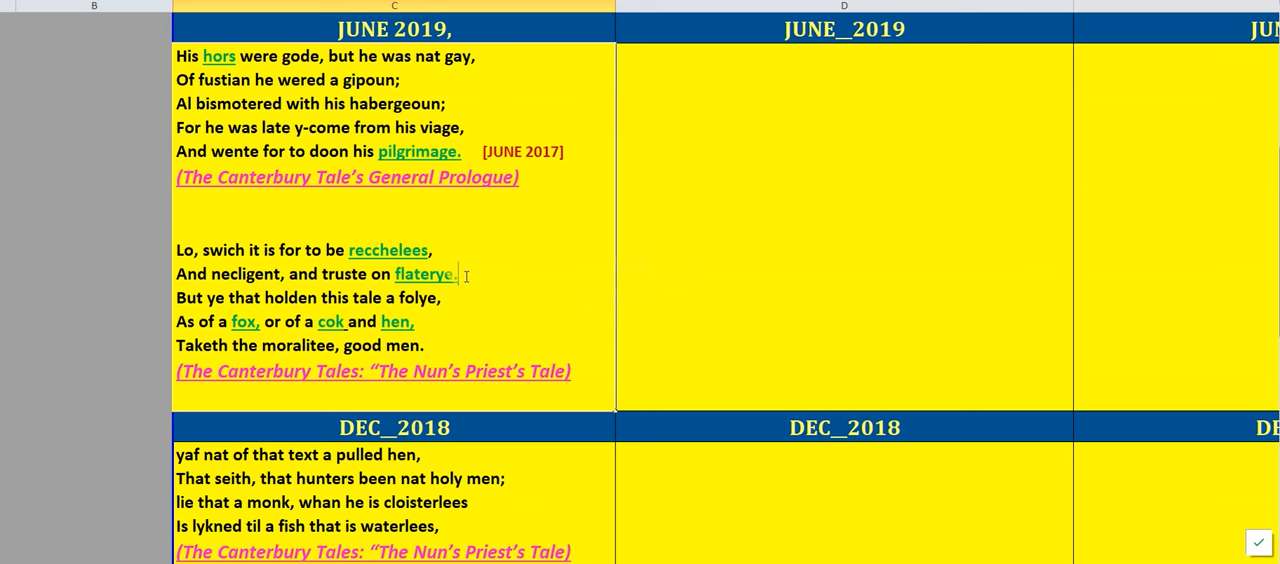 B
C
D
JUNE 2019,
JUNE_2019
JUN
His hors were gode, but he was nat gay,
Of fustian he wered a gipoun;
Al bismotered with his habergeoun;
For he was late y-come from his viage,
And wente for to doon his pilgrimage. [JUNE 2017]
(The Canterbury Tale’s General Prologue)
Lo, swich it is for to be recchelees,
And necligent, and truste on flaterye.
But ye that holden this tale a folye,
As of a fox, or of a cok and hen,
Taketh the moralitee, good men.
(The Canterbury Tales: “The Nun’s Priest’s Tale)
DEC_2018
DEC_2018
DE
yaf nat of that text a pulled hen,
That seith, that hunters been nat holy men;
lie that a monk, whan he is cloisterlees
Is lykned til a fish that is waterlees,
(The Canterbury Tales: “The Nun’s Priest’s Tale)